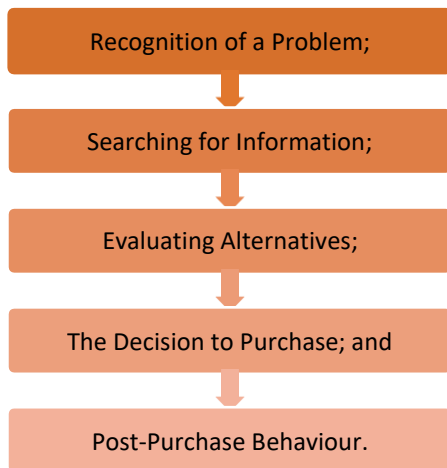 Recognition of a Problem;
Searching for Information;
Evaluating Alternatives;
The Decision to Purchase; and
Post-Purchase Behaviour.